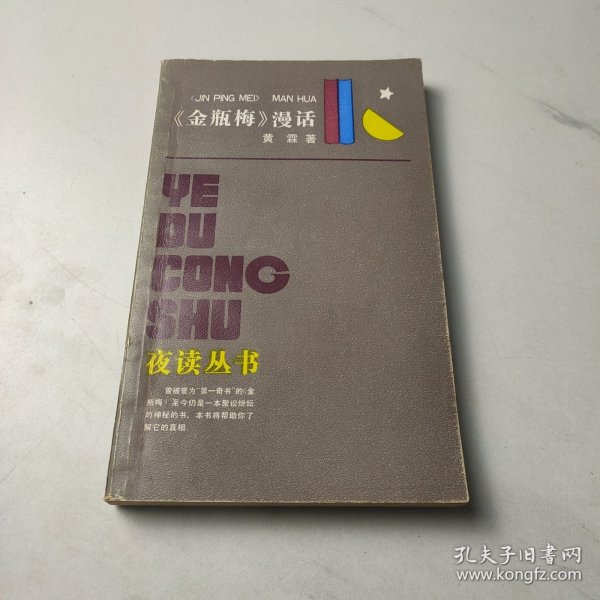 《JIN PING MEI》 MAN HUA
《金瓶梅》漫话
黄霖著
YE
DU
CONG
SHU
夜读丛书
曾被誉为“第一奇书”的《金
瓶梅》至今仍是一本聚讼纷纭
的神秘的书。本书将帮助你了
解它的真相
孔夫子旧书网
www.kongfz.com